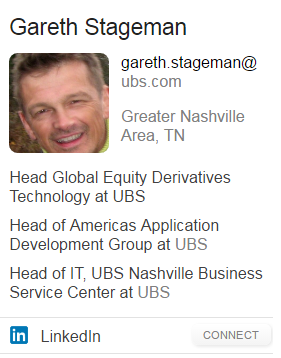 Gareth Stageman
gareth.stageman@
ubs.com
Greater Nashville
Area, TN
Head Global Equity Derivatives
Technology at UBS
Head of Americas Application
Development Group at UBS
Head of IT, UBS Nashville Business
Service Center at UBS
in LinkedIn CONNECT